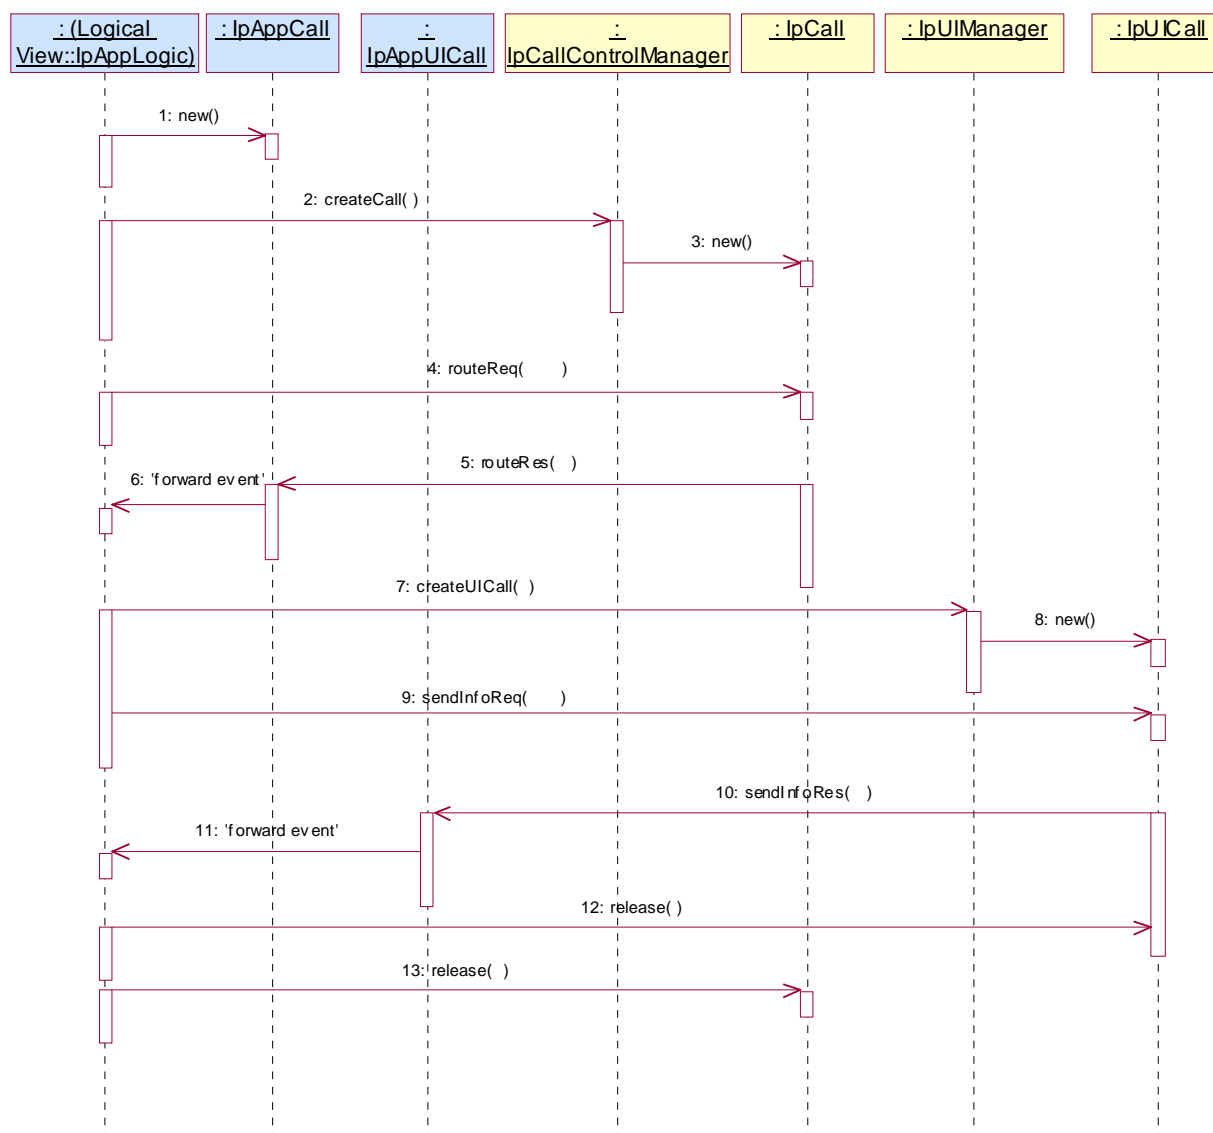 : (Logical
View::IpAppLogic)
: IpAppCall
:
IpAppUICall
:
IpCallControlManager
: IpCall
: IpUIManager
: IpUICall
1: new()
2: createCall( )
3: new()
4: routeReq( )
5: routeRes( )
6: 'forward event'
7: createUICall( )
8: new()
9: sendInfoReq( )
10: sendInfoRes( )
11: 'forward event'
12: release( )
13: release( )